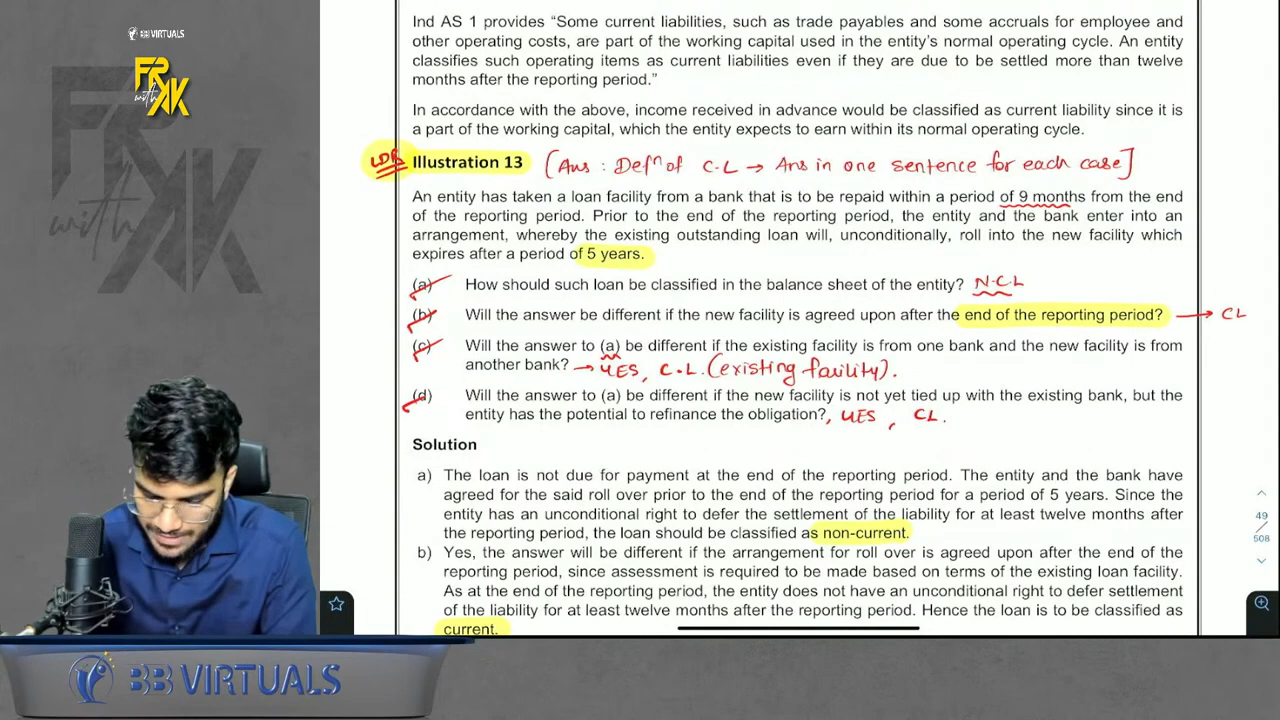 BB VIRTUALS
FR
with
AK
FR
with
AK
Ind AS 1 provides “Some current liabilities, such as trade payables and some accruals for employee and
other operating costs, are part of the working capital used in the entity’s normal operating cycle. An entity
classifies such operating items as current liabilities even if they are due to be settled more than twelve
months after the reporting period.”
In accordance with the above, income received in advance would be classified as current liability since it is
a part of the working capital, which the entity expects to earn within its normal operating cycle.
LDR Illustration 13 [Ans : Defⁿ of C.L → Ans in one sentence for each case]
An entity has taken a loan facility from a bank that is to be repaid within a period of 9 months from the end
of the reporting period. Prior to the end of the reporting period, the entity and the bank enter into an
arrangement, whereby the existing outstanding loan will, unconditionally, roll into the new facility which
expires after a period of 5 years.
(a) How should such loan be classified in the balance sheet of the entity? N.C.L
(b) Will the answer be different if the new facility is agreed upon after the end of the reporting period? → CL
(c) Will the answer to (a) be different if the existing facility is from one bank and the new facility is from
another bank? → YES, C.L. (existing facility).
(d) Will the answer to (a) be different if the new facility is not yet tied up with the existing bank, but the
entity has the potential to refinance the obligation?, YES, CL.
Solution
a) The loan is not due for payment at the end of the reporting period. The entity and the bank have
agreed for the said roll over prior to the end of the reporting period for a period of 5 years. Since the
entity has an unconditional right to defer the settlement of the liability for at least twelve months after
the reporting period, the loan should be classified as non-current.
b) Yes, the answer will be different if the arrangement for roll over is agreed upon after the end of the
reporting period, since assessment is required to be made based on terms of the existing loan facility.
As at the end of the reporting period, the entity does not have an unconditional right to defer settlement
of the liability for at least twelve months after the reporting period. Hence the loan is to be classified as
current.
49
508
BB VIRTUALS